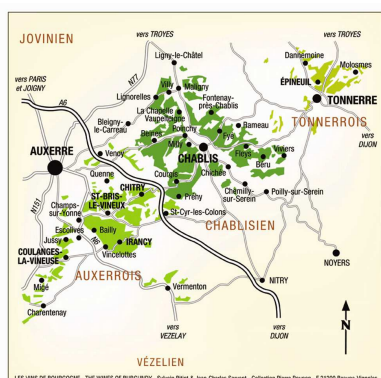 JOVINIEN
vers TROYES
vers TROYES
Ligny-le-Châtel
Dannemoine
Molosmes
vers PARIS
et JOIGNY
N77
Villy
Maligny
ÉPINEUIL
Lignorelles
Fontenay-
près-Chablis
TONNERRE
A6
La Chapelle
Vaupelteigne
TONNERROIS
Bleigny-
le-Carreau
Poinchy
Rameau
Beines
Fyé
vers
DIJON
AUXERRE
Milly
CHABLIS
Fleys
Viviers
Venoy
Béru
Chichée
Quenne
Courgis
CHITRY
Chemilly-
sur-Serein
Poilly-sur-Serein
N151
ST-BRIS-
LE-VINEUX
Préhy
Champs-
sur-Yonne
St-Cyr-les-Colons
Escolives
Bailly
CHABLISIEN
Jussy
N6
IRANCY
COULANGES-
LA-VINEUSE
Vincelottes
NOYERS
AUXERROIS
Migé
NITRY
Vermenton
Charentenay
N
vers
VEZELAY
vers
DIJON
VÉZELIEN